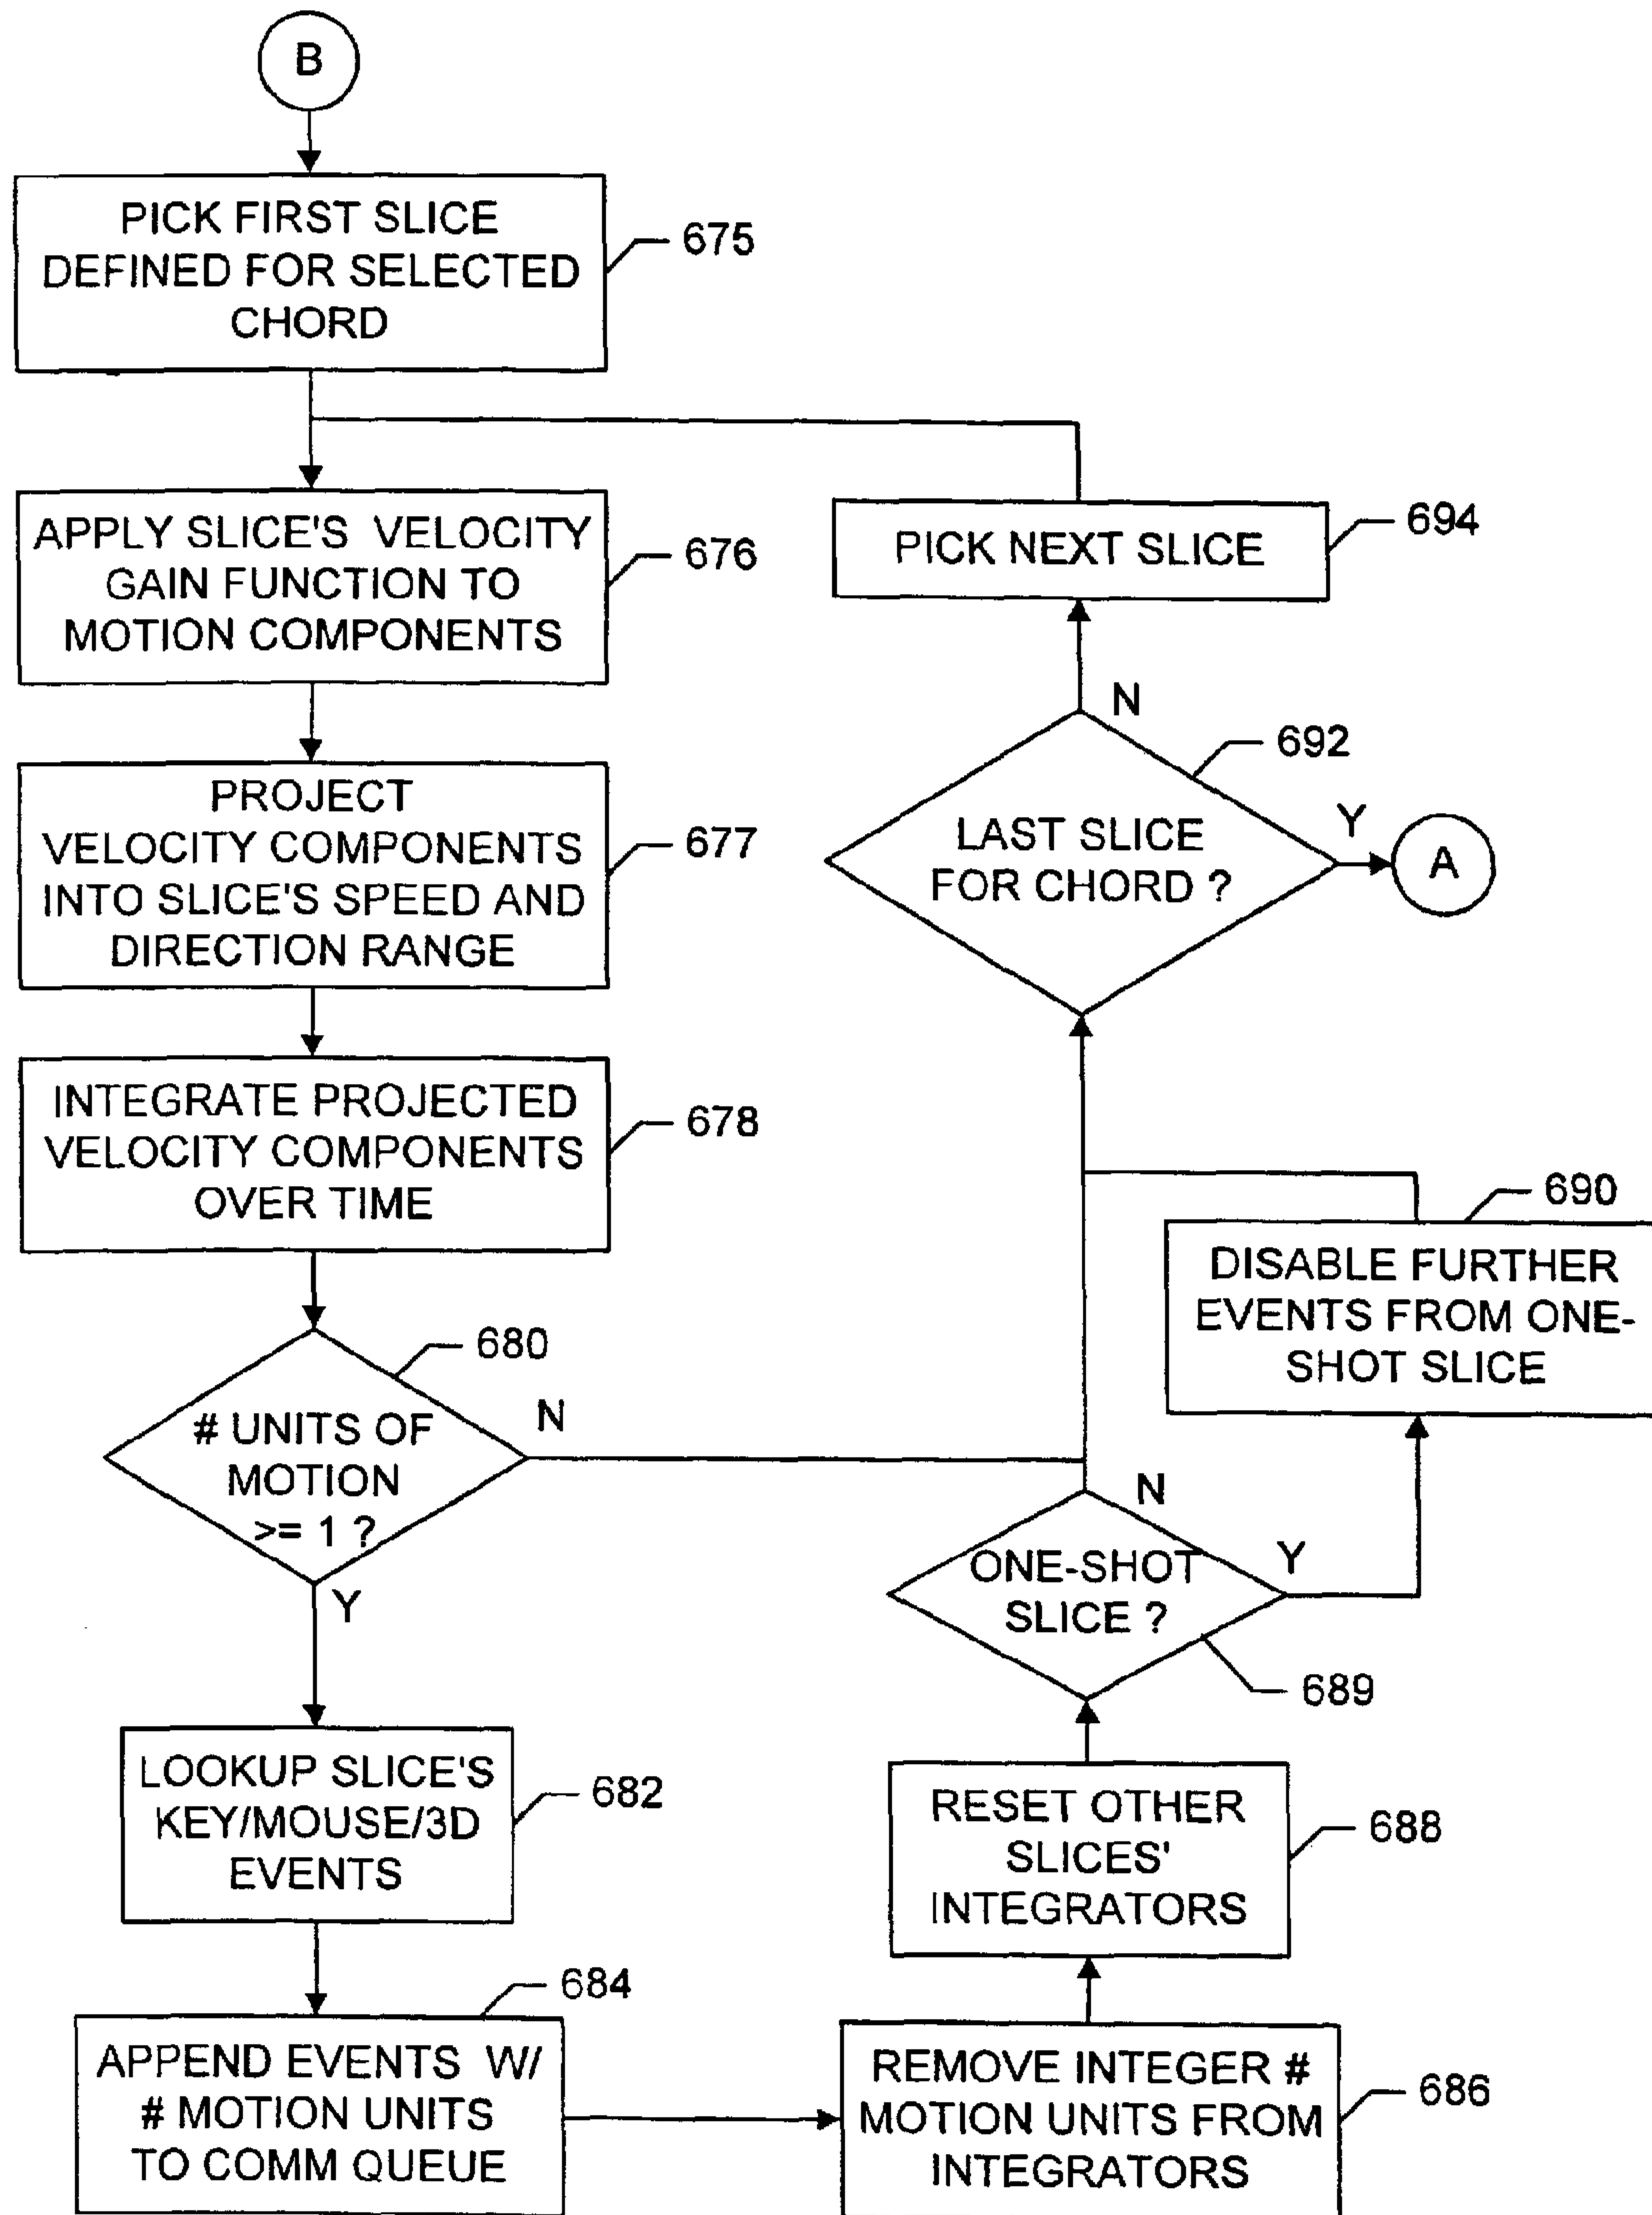 B
PICK FIRST SLICE
DEFINED FOR SELECTED
CHORD
675
APPLY SLICE'S VELOCITY
GAIN FUNCTION TO
MOTION COMPONENTS
676
PROJECT
VELOCITY COMPONENTS
INTO SLICE'S SPEED AND
DIRECTION RANGE
677
INTEGRATE PROJECTED
VELOCITY COMPONENTS
OVER TIME
678
# UNITS OF
MOTION
>= 1 ?
680
N
Y
LOOKUP SLICE'S
KEY/MOUSE/3D
EVENTS
682
APPEND EVENTS W/
# MOTION UNITS
TO COMM QUEUE
684
REMOVE INTEGER #
MOTION UNITS FROM
INTEGRATORS
686
RESET OTHER
SLICES'
INTEGRATORS
688
ONE-SHOT
SLICE ?
689
N
Y
DISABLE FURTHER
EVENTS FROM ONE-
SHOT SLICE
690
LAST SLICE
FOR CHORD ?
692
N
Y
A
PICK NEXT SLICE
694